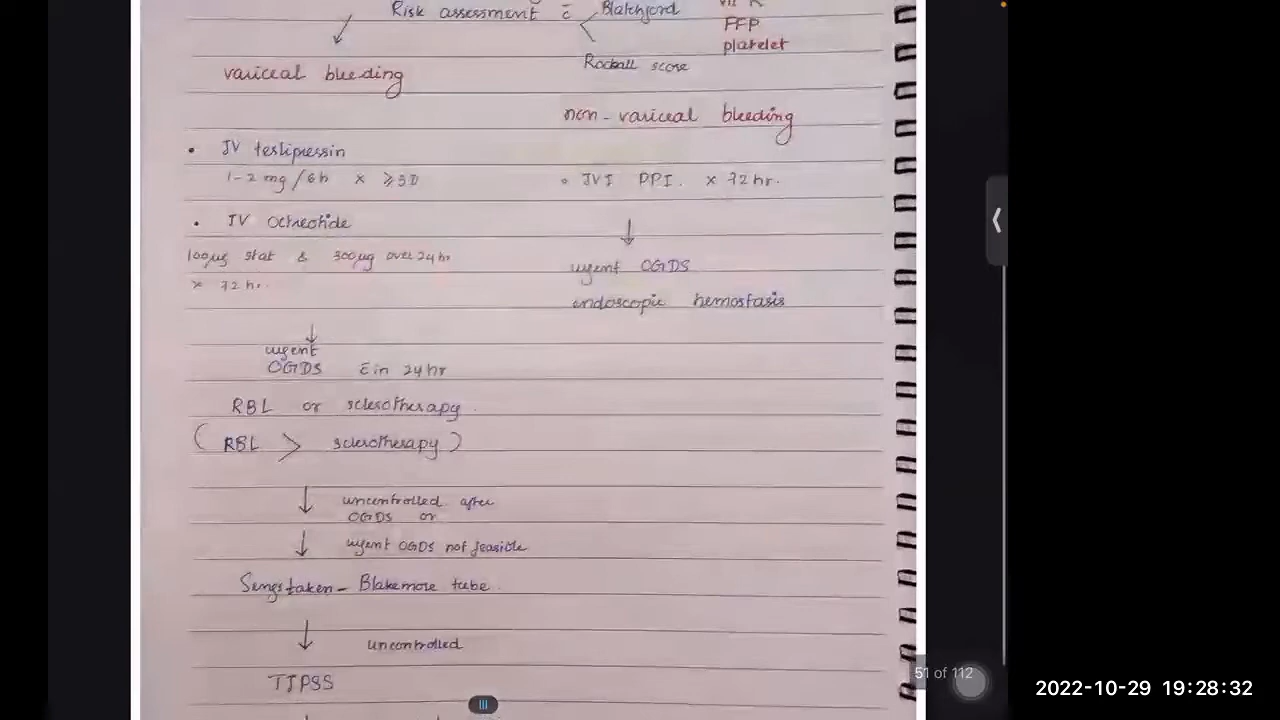 Risk assessment c̄ Blatchford
Vit K
FFP
platelet
Rockall score
variceal bleeding
non-variceal bleeding
• IV teslipressin
1-2 mg /6h x ≥3D
• IVI PPI. x 72 hr.
• IV Octreotide
100μg stat & 300μg over 24 hr
x 72 hr.
urgent OGDS
endoscopic hemostasis
urgent
OGDS c̄in 24 hr
RBL or sclerotherapy
( RBL > sclerotherapy )
uncontrolled after
OGDS or
urgent OGDS not feasible
Sengstaken - Blakemore tube
uncontrolled
TIPSS
51 of 112
2022-10-29 19:28:32